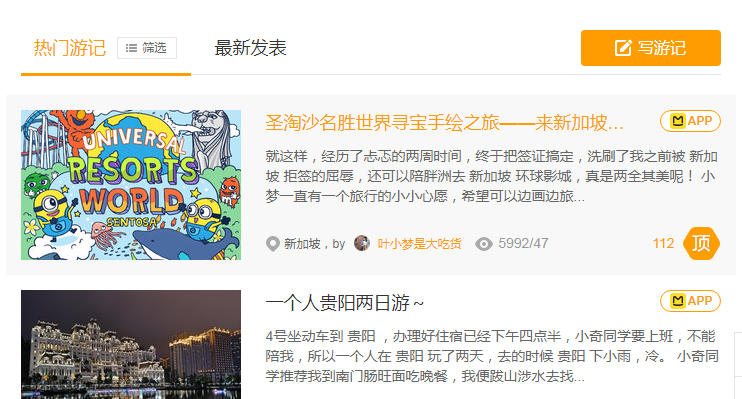 热门游记
筛选
最新发表
写游记
UNIVERSAL
RESORTS
WORLD
SENTOSA
圣淘沙名胜世界寻宝手绘之旅——来新加坡...
APP
就这样，经历了忐忑的两周时间，终于把签证搞定，洗刷了我之前被 新加
坡 拒签的屈辱，还可以陪胖洲去 新加坡 环球影城，真是两全其美呢！ 小
梦一直有一个旅行的小小心愿，希望可以边画边旅...
新加坡，by 叶小梦是大吃货 5992/47
112 顶
一个人贵阳两日游～
APP
4号坐动车到 贵阳 ，办理好住宿已经下午四点半，小奇同学要上班，不能
陪我，所以一个人在 贵阳 玩了两天，去的时候 贵阳 下小雨，冷。 小奇同
学推荐我到南门肠旺面吃晚餐，我便跋山涉水去找...